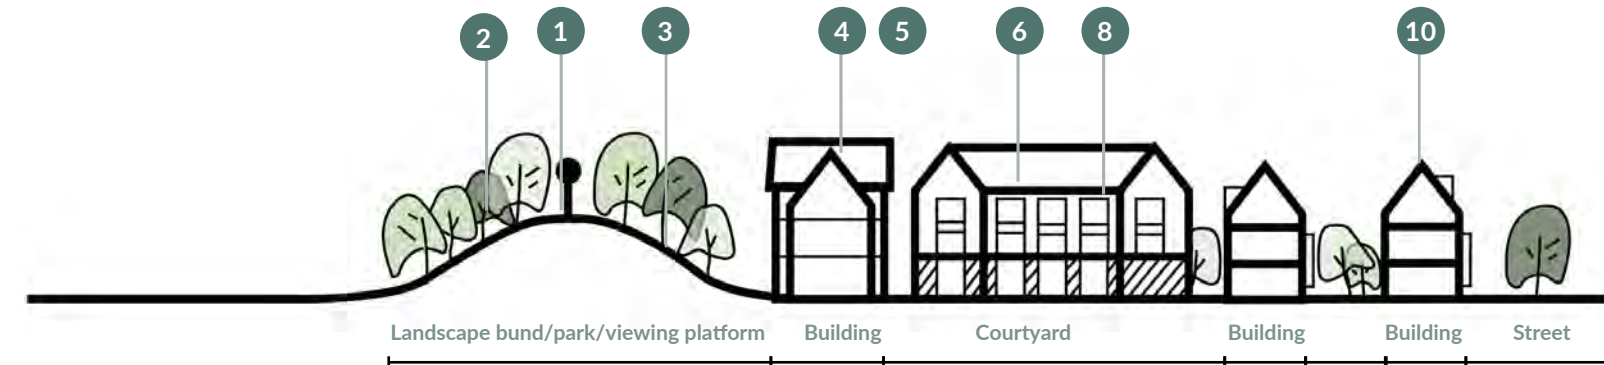 2 1 3 4 5 6 8 10
Landscape bund/park/viewing platform Building Courtyard Building Building Street